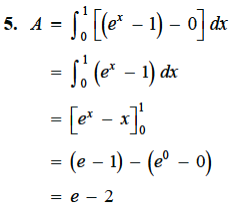 5. A = ∫₀¹ [(eˣ − 1) − 0] dx
= ∫₀¹ (eˣ − 1) dx
= [eˣ − x]₀¹
= (e − 1) − (e⁰ − 0)
= e − 2